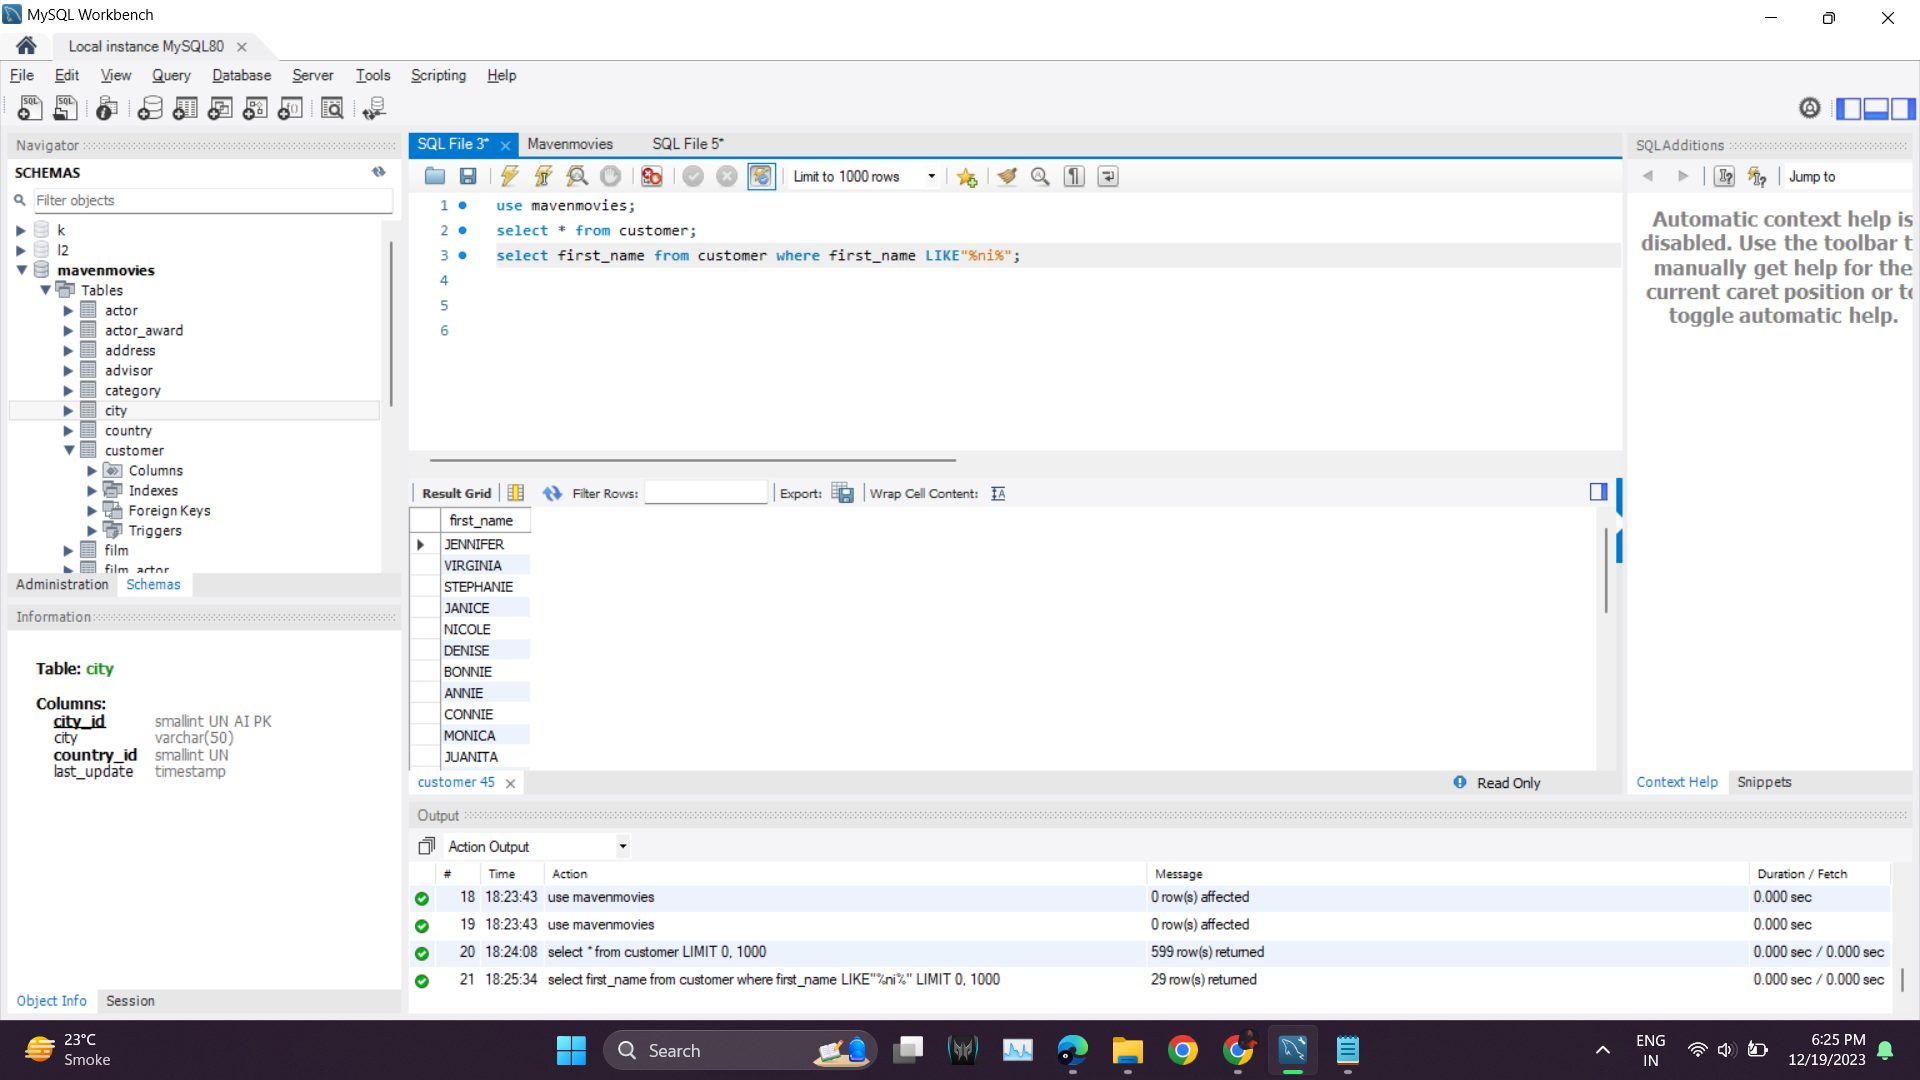 MySQL Workbench
Local instance MySQL80
File Edit View Query Database Server Tools Scripting Help
Navigator
SCHEMAS
Filter objects
k
l2
mavenmovies
Tables
actor
actor_award
address
advisor
category
city
country
customer
Columns
Indexes
Foreign Keys
Triggers
film
film_actor
Administration Schemas
Information
Table: city
Columns:
city_id smallint UN AI PK
city varchar(50)
country_id smallint UN
last_update timestamp
Object Info Session
SQL File 3* Mavenmovies SQL File 5*
Limit to 1000 rows
1 use mavenmovies;
2 select * from customer;
3 select first_name from customer where first_name LIKE"%ni%";
4
5
6
Result Grid Filter Rows: Export: Wrap Cell Content:
first_name
JENNIFER
VIRGINIA
STEPHANIE
JANICE
NICOLE
DENISE
BONNIE
ANNIE
CONNIE
MONICA
JUANITA
customer 45 Read Only
SQLAdditions
Jump to
Automatic context help is
disabled. Use the toolbar t
manually get help for the
current caret position or to
toggle automatic help.
Context Help Snippets
Output
Action Output
# Time Action Message Duration / Fetch
18 18:23:43 use mavenmovies 0 row(s) affected 0.000 sec
19 18:23:43 use mavenmovies 0 row(s) affected 0.000 sec
20 18:24:08 select * from customer LIMIT 0, 1000 599 row(s) returned 0.000 sec / 0.000 sec
21 18:25:34 select first_name from customer where first_name LIKE"%ni%" LIMIT 0, 1000 29 row(s) returned 0.000 sec / 0.000 sec
23°C
Smoke
Search
ENG
IN
6:25 PM
12/19/2023